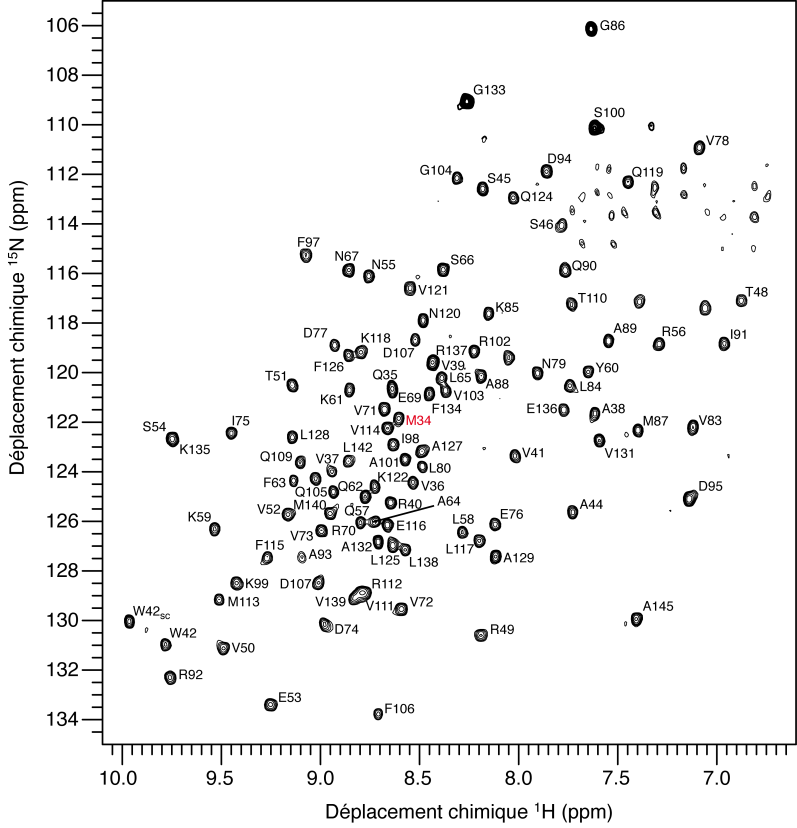 106
G86
108
G133
110
S100
V78
112
D94
G104
S45
Q119
Q124
114
S46
F97
116
N67
N55
S66
Q90
V121
T48
T110
118
K85
N120
D77
K118
D107
R137
R102
A89
R56
I91
F126
V39
120
T51
Q35
L65
A88
N79
Y60
K61
E69
V103
L84
F134
V71
M34
E136
A38
122
S54
I75
V114
M87
V83
K135
L128
I98
L142
A127
V131
Q109
V37
A101
L80
V41
124
F63
K122
V36
Q105
Q62
A64
D95
V52
M140
Q57
R40
A44
126
K59
V73
R70
E116
L58
E76
F115
A93
A132
L125
L138
L117
A129
128
K99
D107
R112
M113
V139
V111
V72
A145
130
W42sc
D74
R49
W42
V50
132
R92
E53
F106
134
10.0 9.5 9.0 8.5 8.0 7.5 7.0
Déplacement chimique ¹H (ppm)
Déplacement chimique ¹⁵N (ppm)